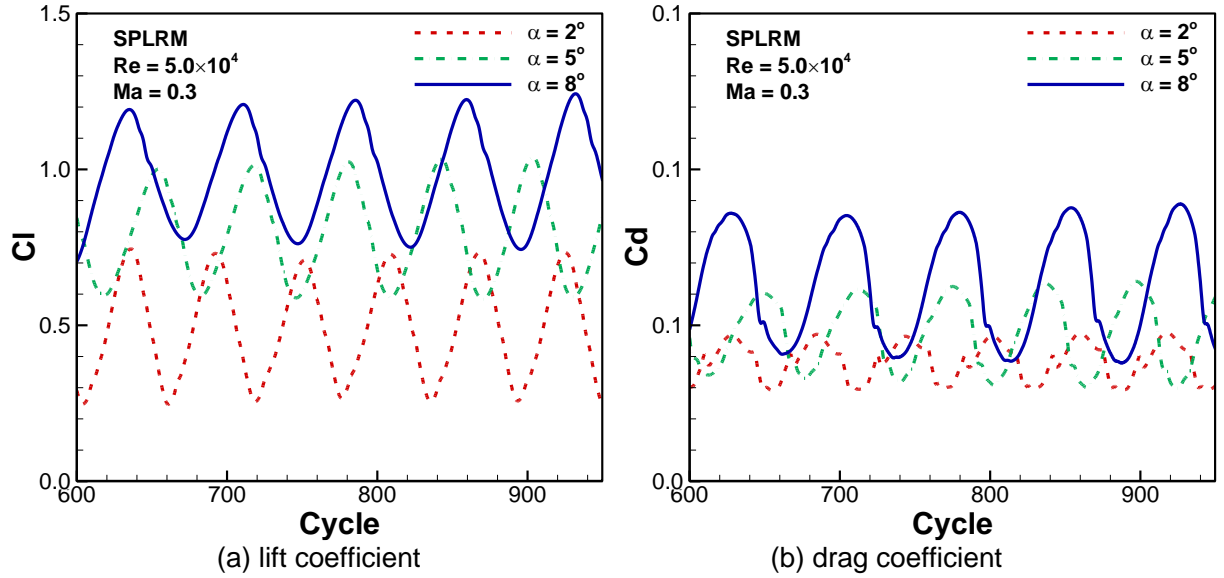 1.5
SPLRM
Re = 5.0×10⁴
Ma = 0.3
α = 2°
α = 5°
α = 8°
1.0
0.5
0.0
Cl
600 700 800 900
Cycle
(a) lift coefficient
0.1
SPLRM
Re = 5.0×10⁴
Ma = 0.3
α = 2°
α = 5°
α = 8°
0.1
0.1
0.0
Cd
600 700 800 900
Cycle
(b) drag coefficient